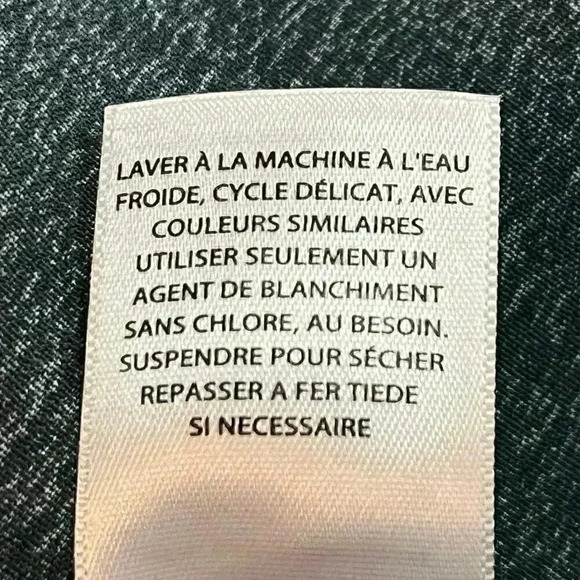 LAVER À LA MACHINE À L'EAU
FROIDE, CYCLE DÉLICAT, AVEC
COULEURS SIMILAIRES
UTILISER SEULEMENT UN
AGENT DE BLANCHIMENT
SANS CHLORE, AU BESOIN.
SUSPENDRE POUR SÉCHER
REPASSER A FER TIEDE
SI NECESSAIRE